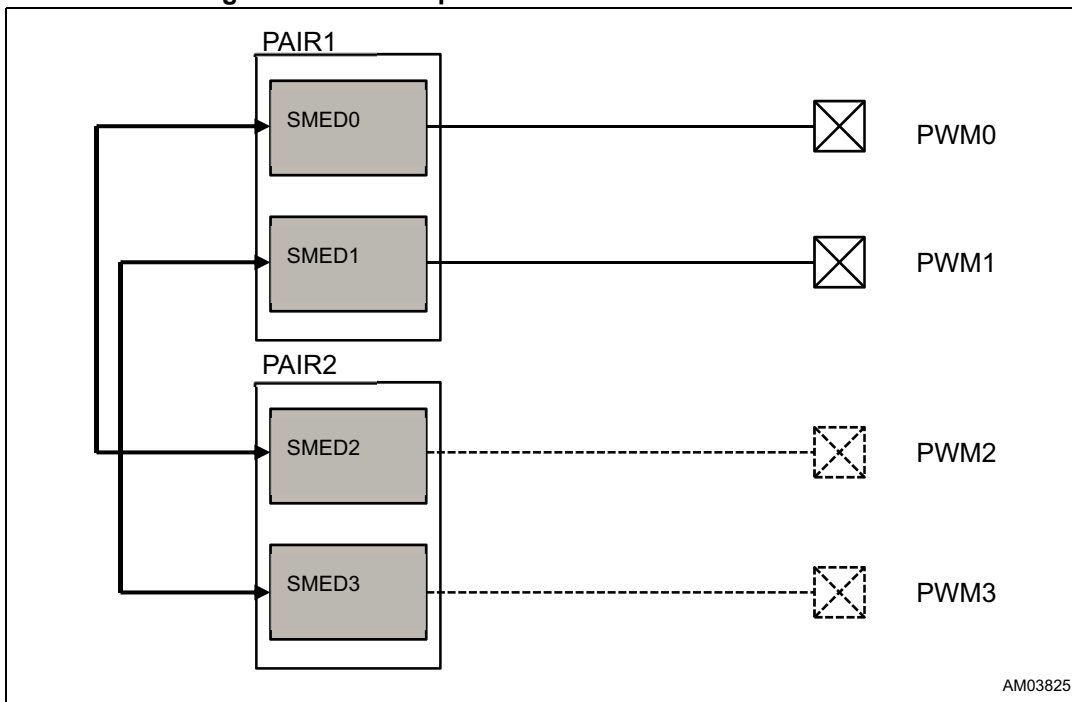 PAIR1
SMED0
PWM0
SMED1
PWM1
PAIR2
SMED2
PWM2
SMED3
PWM3
AM03825